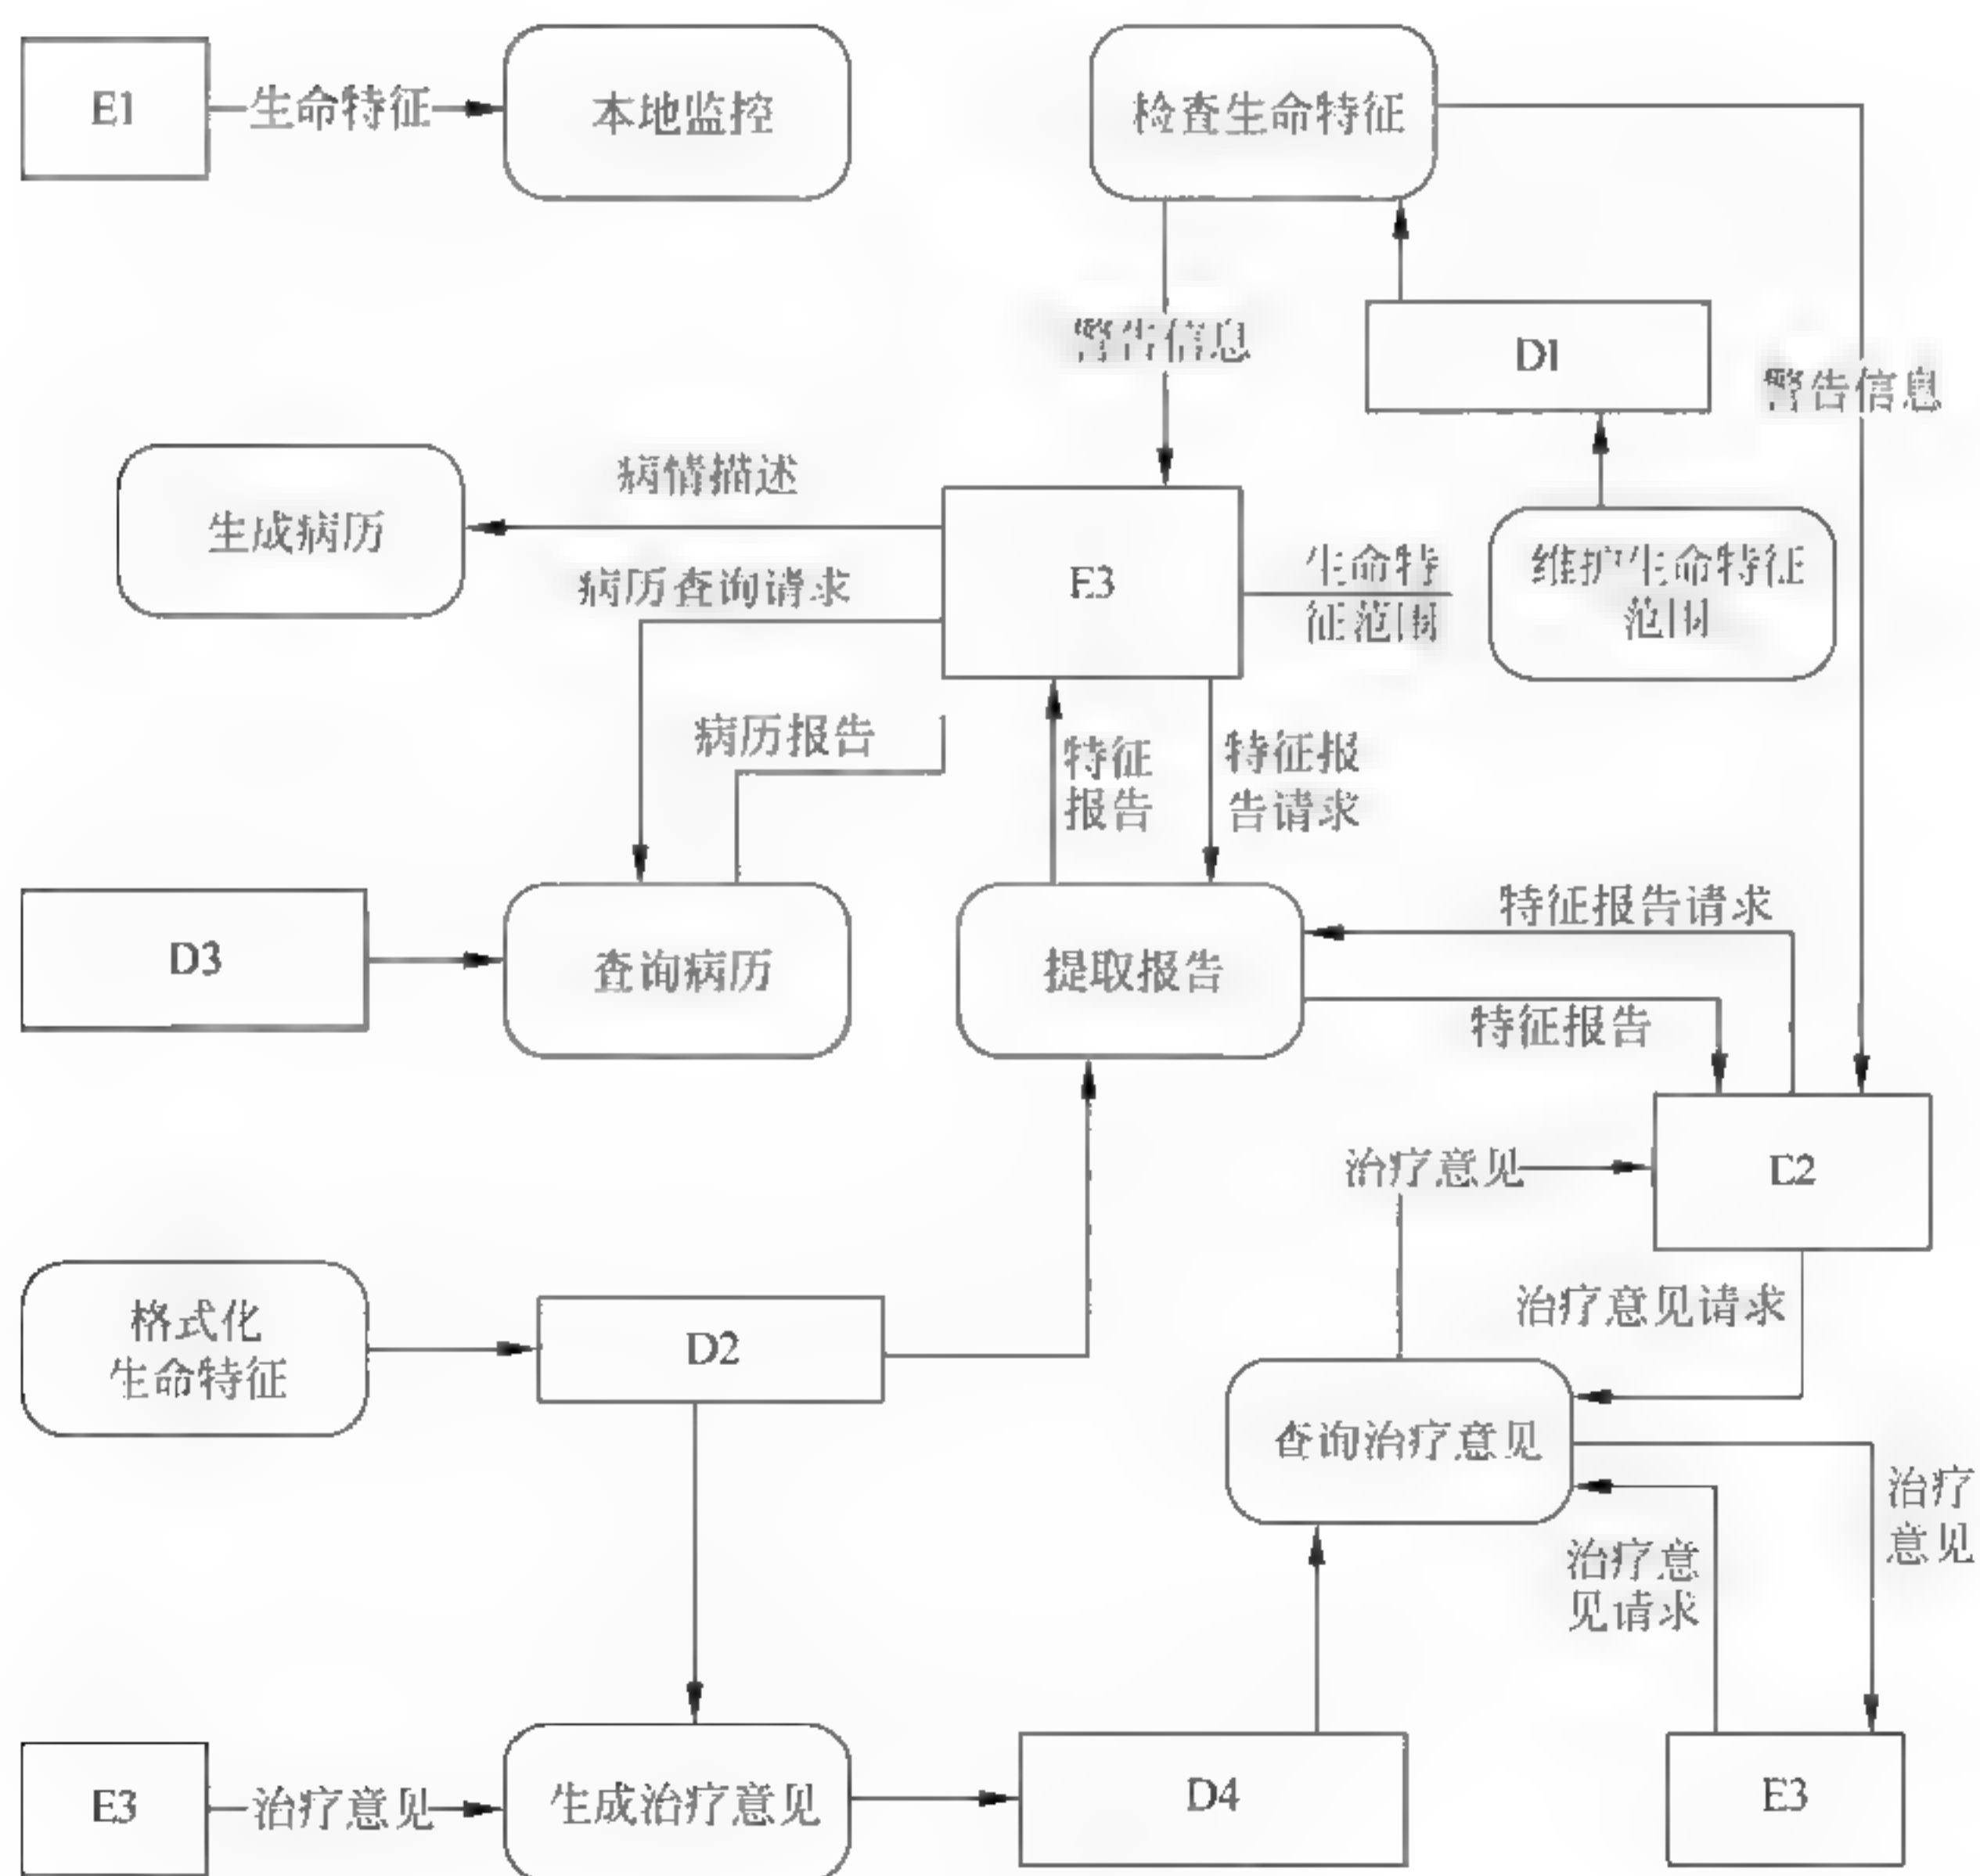 E1
生命特征
本地监控
检查生命特征
警告信息
D1
警告信息
生成病历
病情描述
病历查询请求
E3
生命特
征范围
维护生命特征
范围
病历报告
特征
报告
特征报
告请求
D3
查询病历
提取报告
特征报告请求
特征报告
治疗意见
E2
格式化
生命特征
D2
治疗意见请求
查询治疗意见
治疗
意见
治疗意
见请求
E3
治疗意见
生成治疗意见
D4
E3